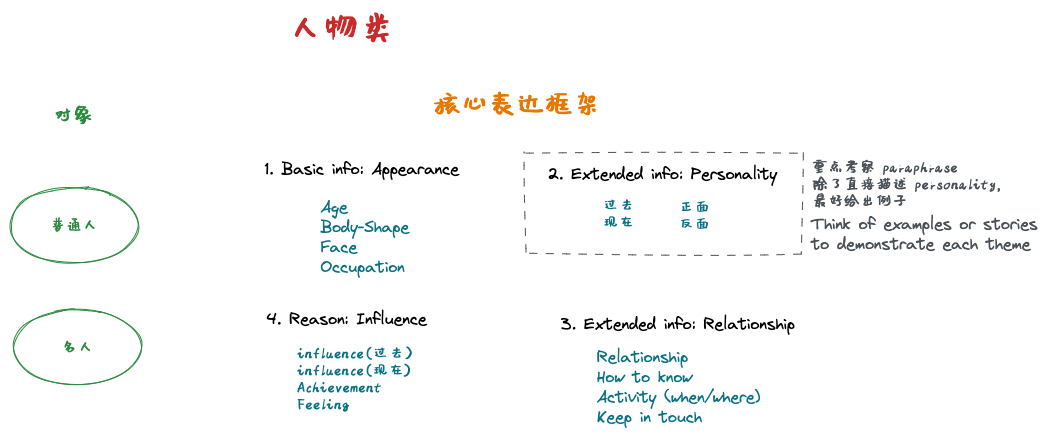 人物类
核心表达框架
对象
1. Basic info: Appearance
Age
Body-Shape
Face
Occupation
2. Extended info: Personality
过去 正面
现在 反面
重点考察 paraphrase
除了直接描述 personality,
最好给出例子
Think of examples or stories
to demonstrate each theme
普通人
名人
4. Reason: Influence
influence(过去)
influence(现在)
Achievement
Feeling
3. Extended info: Relationship
Relationship
How to know
Activity (when/where)
Keep in touch